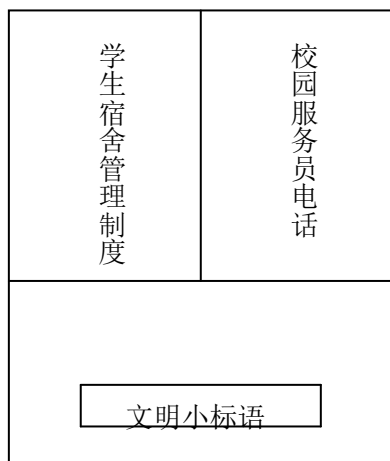 学生宿舍管理制度
校园服务员电话
文明小标语